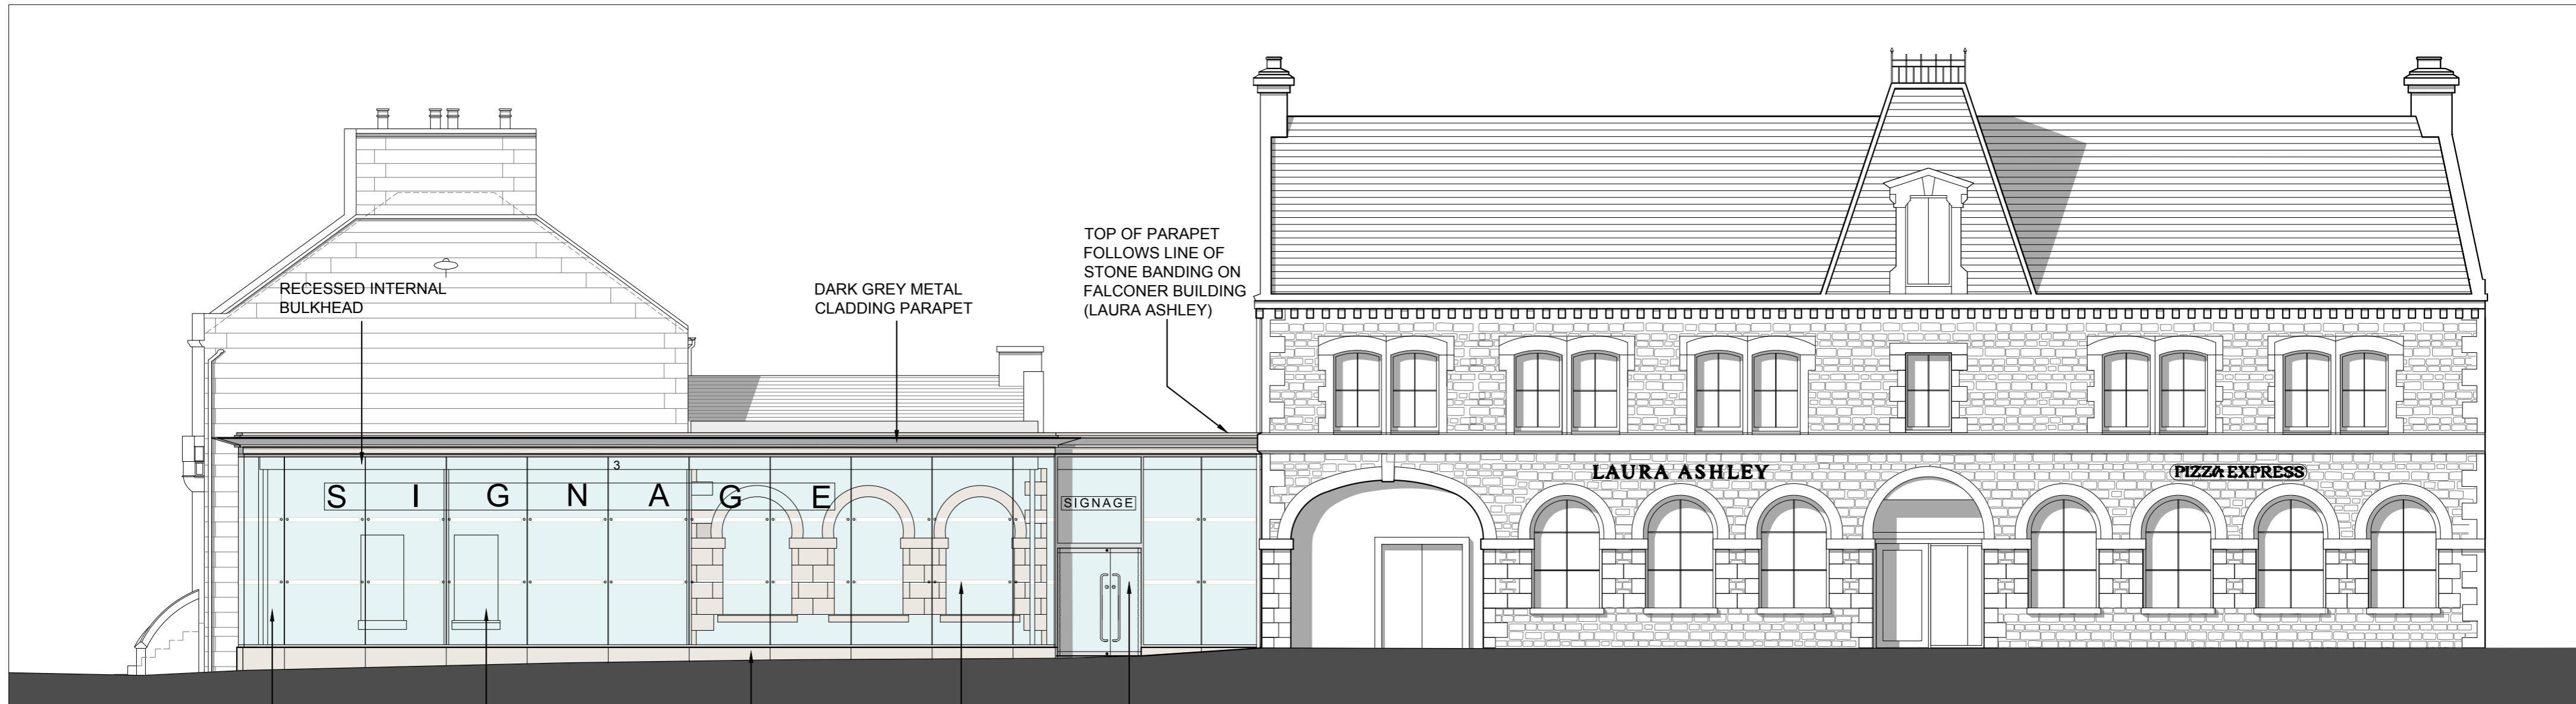 RECESSED INTERNAL
BULKHEAD
DARK GREY METAL
CLADDING PARAPET
TOP OF PARAPET
FOLLOWS LINE OF
STONE BANDING ON
FALCONER BUILDING
(LAURA ASHLEY)
3
SIGNAGE
SIGNAGE
LAURA ASHLEY
PIZZA EXPRESS